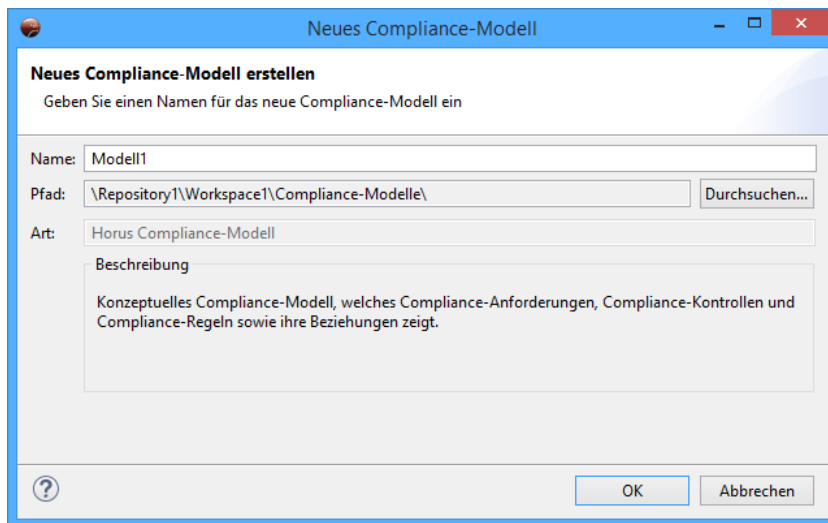 Neues Compliance-Modell
Neues Compliance-Modell erstellen
Geben Sie einen Namen für das neue Compliance-Modell ein
Name: Modell1
Pfad: \Repository1\Workspace1\Compliance-Modelle\ Durchsuchen...
Art: Horus Compliance-Modell
Beschreibung
Konzeptuelles Compliance-Modell, welches Compliance-Anforderungen, Compliance-Kontrollen und
Compliance-Regeln sowie ihre Beziehungen zeigt.
? OK Abbrechen